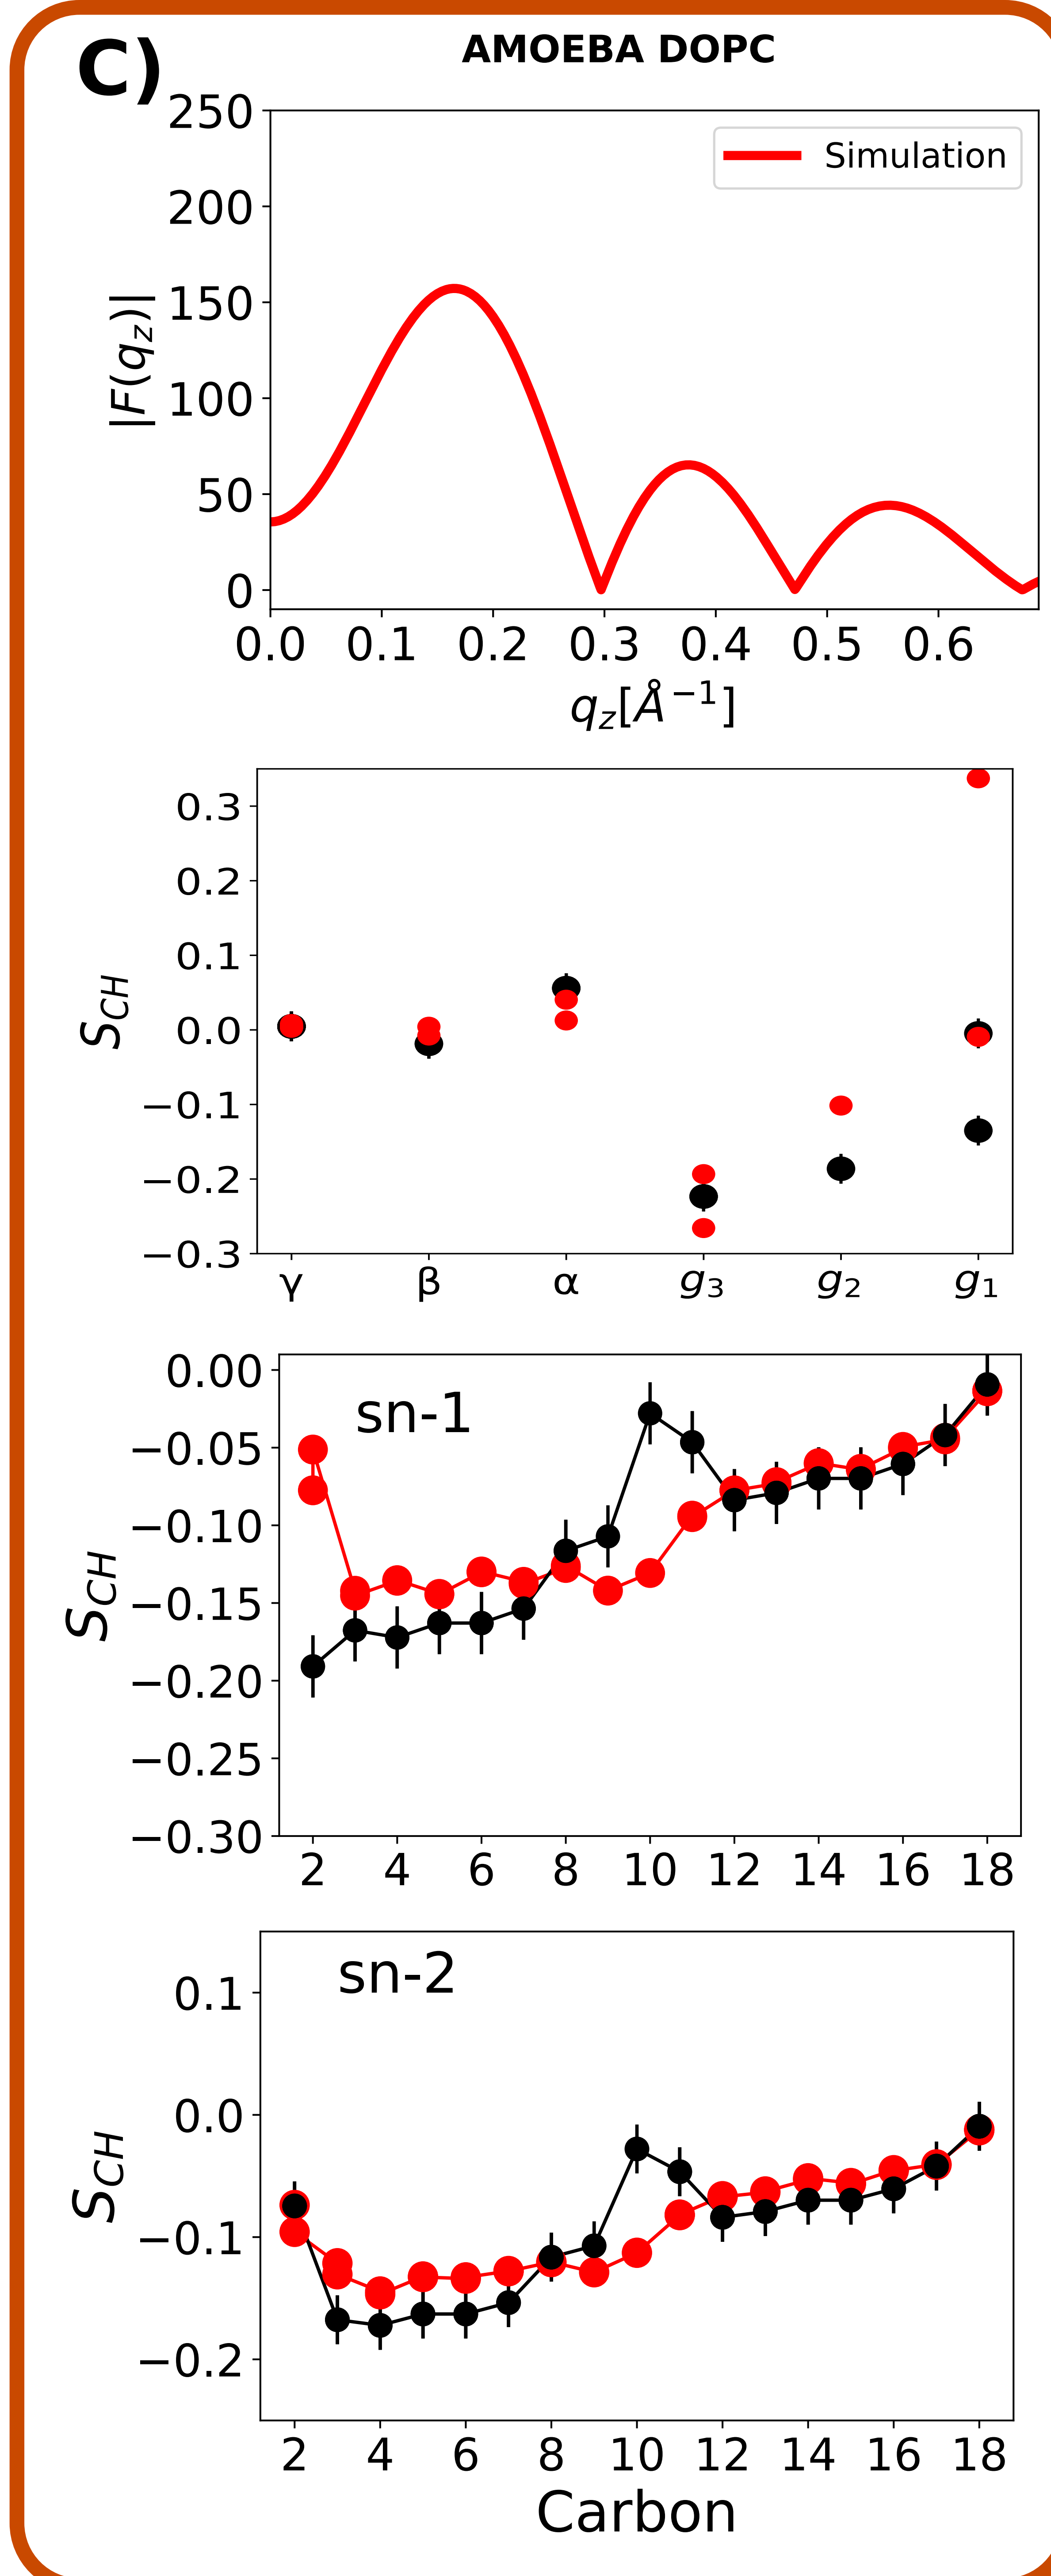 C)
AMOEBA DOPC
250
200
150
100
50
0
|F(q_z)|
Simulation
0.0 0.1 0.2 0.3 0.4 0.5 0.6
q_z[Å⁻¹]
0.3
0.2
0.1
0.0
−0.1
−0.2
−0.3
S_CH
γ β α g₃ g₂ g₁
0.00
−0.05
−0.10
−0.15
−0.20
−0.25
−0.30
S_CH
sn-1
2 4 6 8 10 12 14 16 18
0.1
0.0
−0.1
−0.2
S_CH
sn-2
2 4 6 8 10 12 14 16 18
Carbon